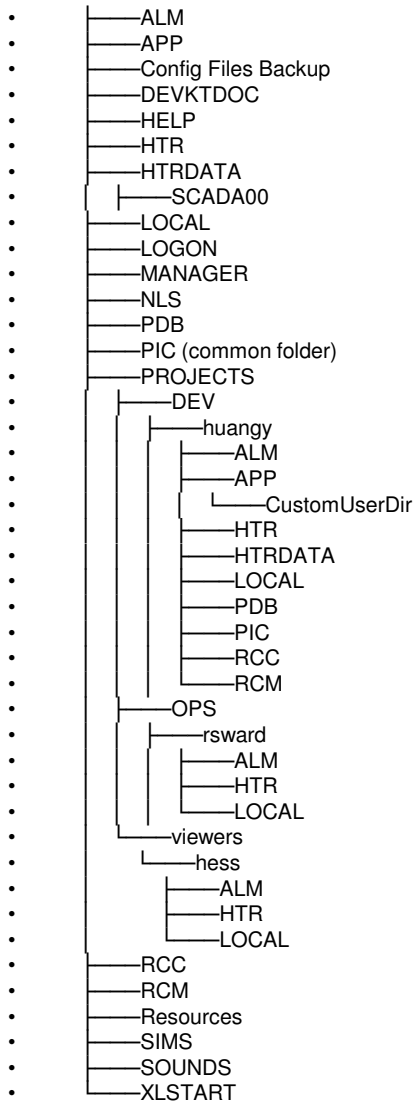 • ├───ALM
• ├───APP
• ├───Config Files Backup
• ├───DEVKTDOC
• ├───HELP
• ├───HTR
• ├───HTRDATA
• │ ├───SCADA00
• ├───LOCAL
• ├───LOGON
• ├───MANAGER
• ├───NLS
• ├───PDB
• ├───PIC (common folder)
• ├───PROJECTS
• │ ├───DEV
• │ │ ├───huangy
• │ │ │ ├───ALM
• │ │ │ ├───APP
• │ │ │ │ └───CustomUserDir
• │ │ │ ├───HTR
• │ │ │ ├───HTRDATA
• │ │ │ ├───LOCAL
• │ │ │ ├───PDB
• │ │ │ ├───PIC
• │ │ │ ├───RCC
• │ │ │ └───RCM
• │ ├───OPS
• │ │ ├───rsward
• │ │ │ ├───ALM
• │ │ │ ├───HTR
• │ │ │ └───LOCAL
• │ └───viewers
• │ └───hess
• │ ├───ALM
• │ ├───HTR
• │ └───LOCAL
• ├───RCC
• ├───RCM
• ├───Resources
• ├───SIMS
• ├───SOUNDS
• └───XLSTART